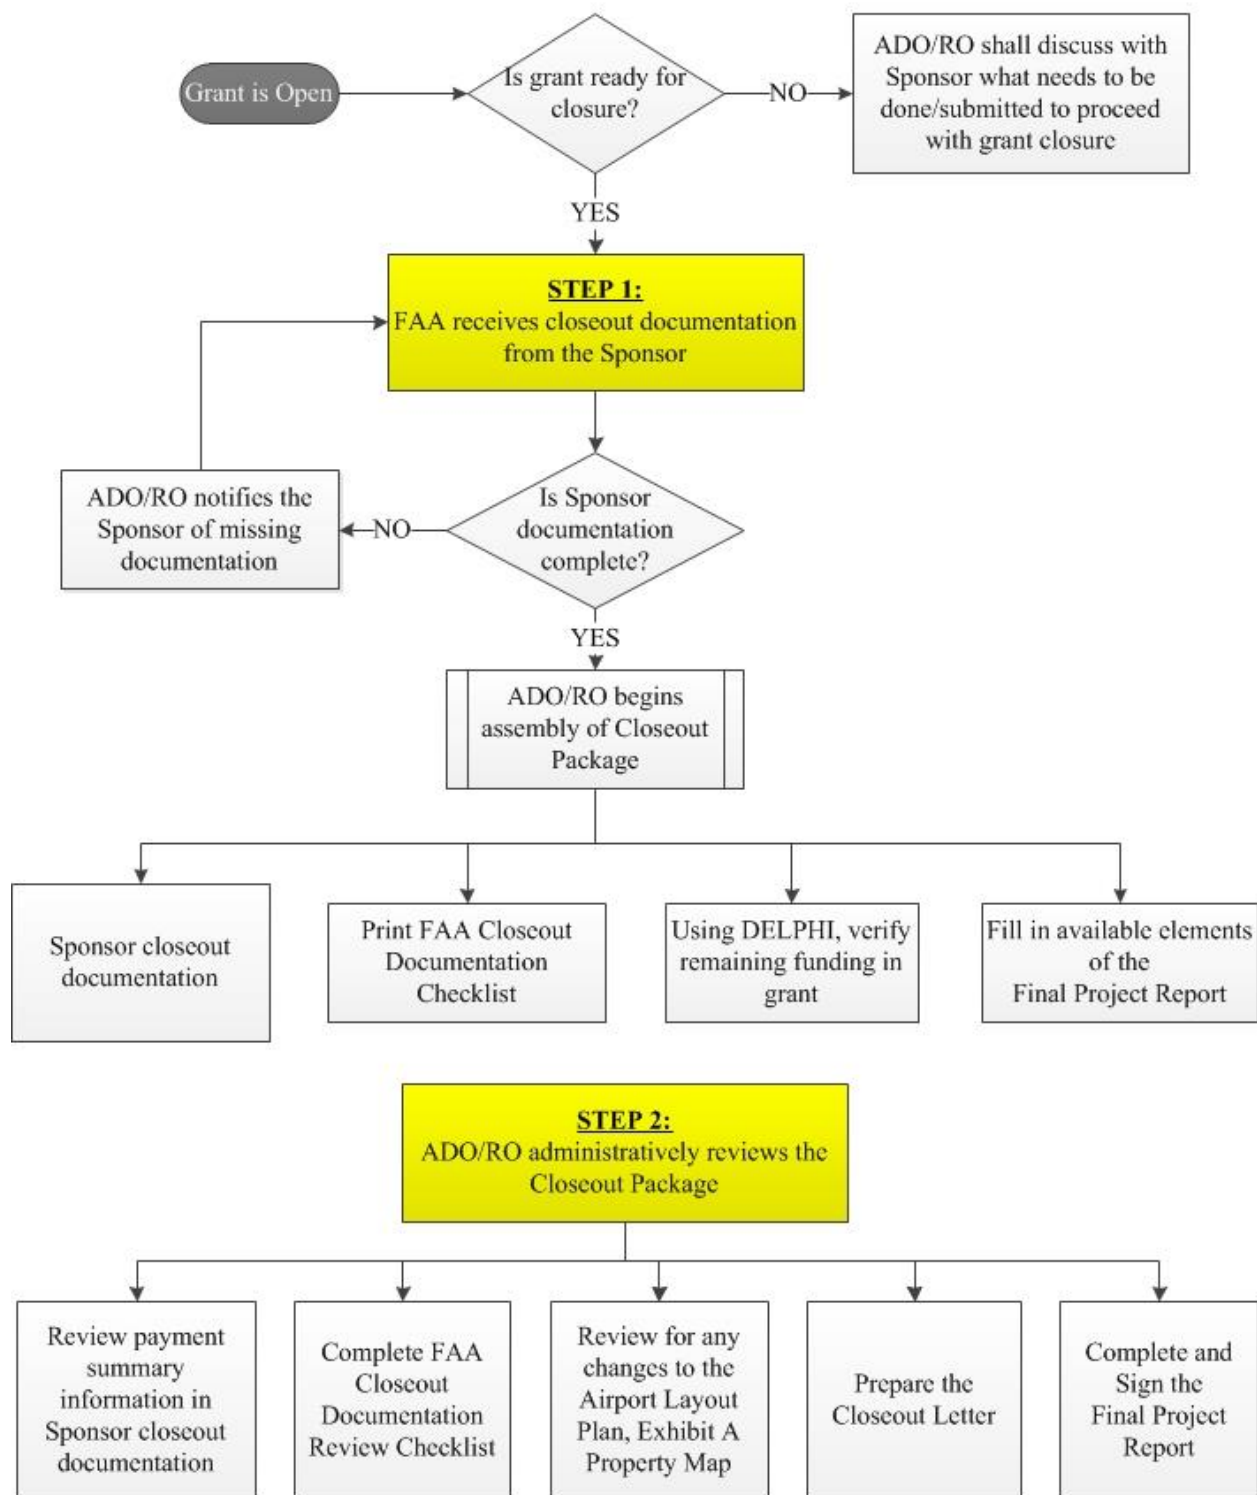 Grant is Open
Is grant ready for
closure?
NO
ADO/RO shall discuss with
Sponsor what needs to be
done/submitted to proceed
with grant closure
YES
STEP 1:
FAA receives closeout documentation
from the Sponsor
ADO/RO notifies the
Sponsor of missing
documentation
NO
Is Sponsor
documentation
complete?
YES
ADO/RO begins
assembly of Closeout
Package
Sponsor closeout
documentation
Print FAA Closeout
Documentation
Checklist
Using DELPHI, verify
remaining funding in
grant
Fill in available elements
of the
Final Project Report
STEP 2:
ADO/RO administratively reviews the
Closeout Package
Review payment
summary
information in
Sponsor closeout
documentation
Complete FAA
Closeout
Documentation
Review Checklist
Review for any
changes to the
Airport Layout
Plan, Exhibit A
Property Map
Prepare the
Closeout Letter
Complete and
Sign the
Final Project
Report